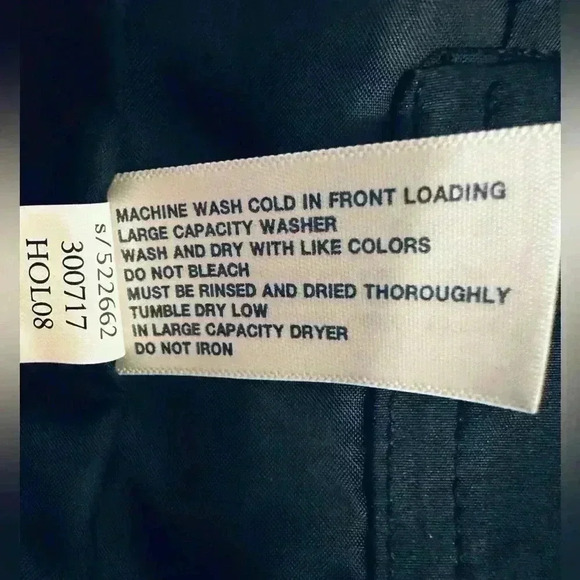 MACHINE WASH COLD IN FRONT LOADING
LARGE CAPACITY WASHER
WASH AND DRY WITH LIKE COLORS
DO NOT BLEACH
MUST BE RINSED AND DRIED THOROUGHLY
TUMBLE DRY LOW
IN LARGE CAPACITY DRYER
DO NOT IRON
s/522662
300717
HOL08